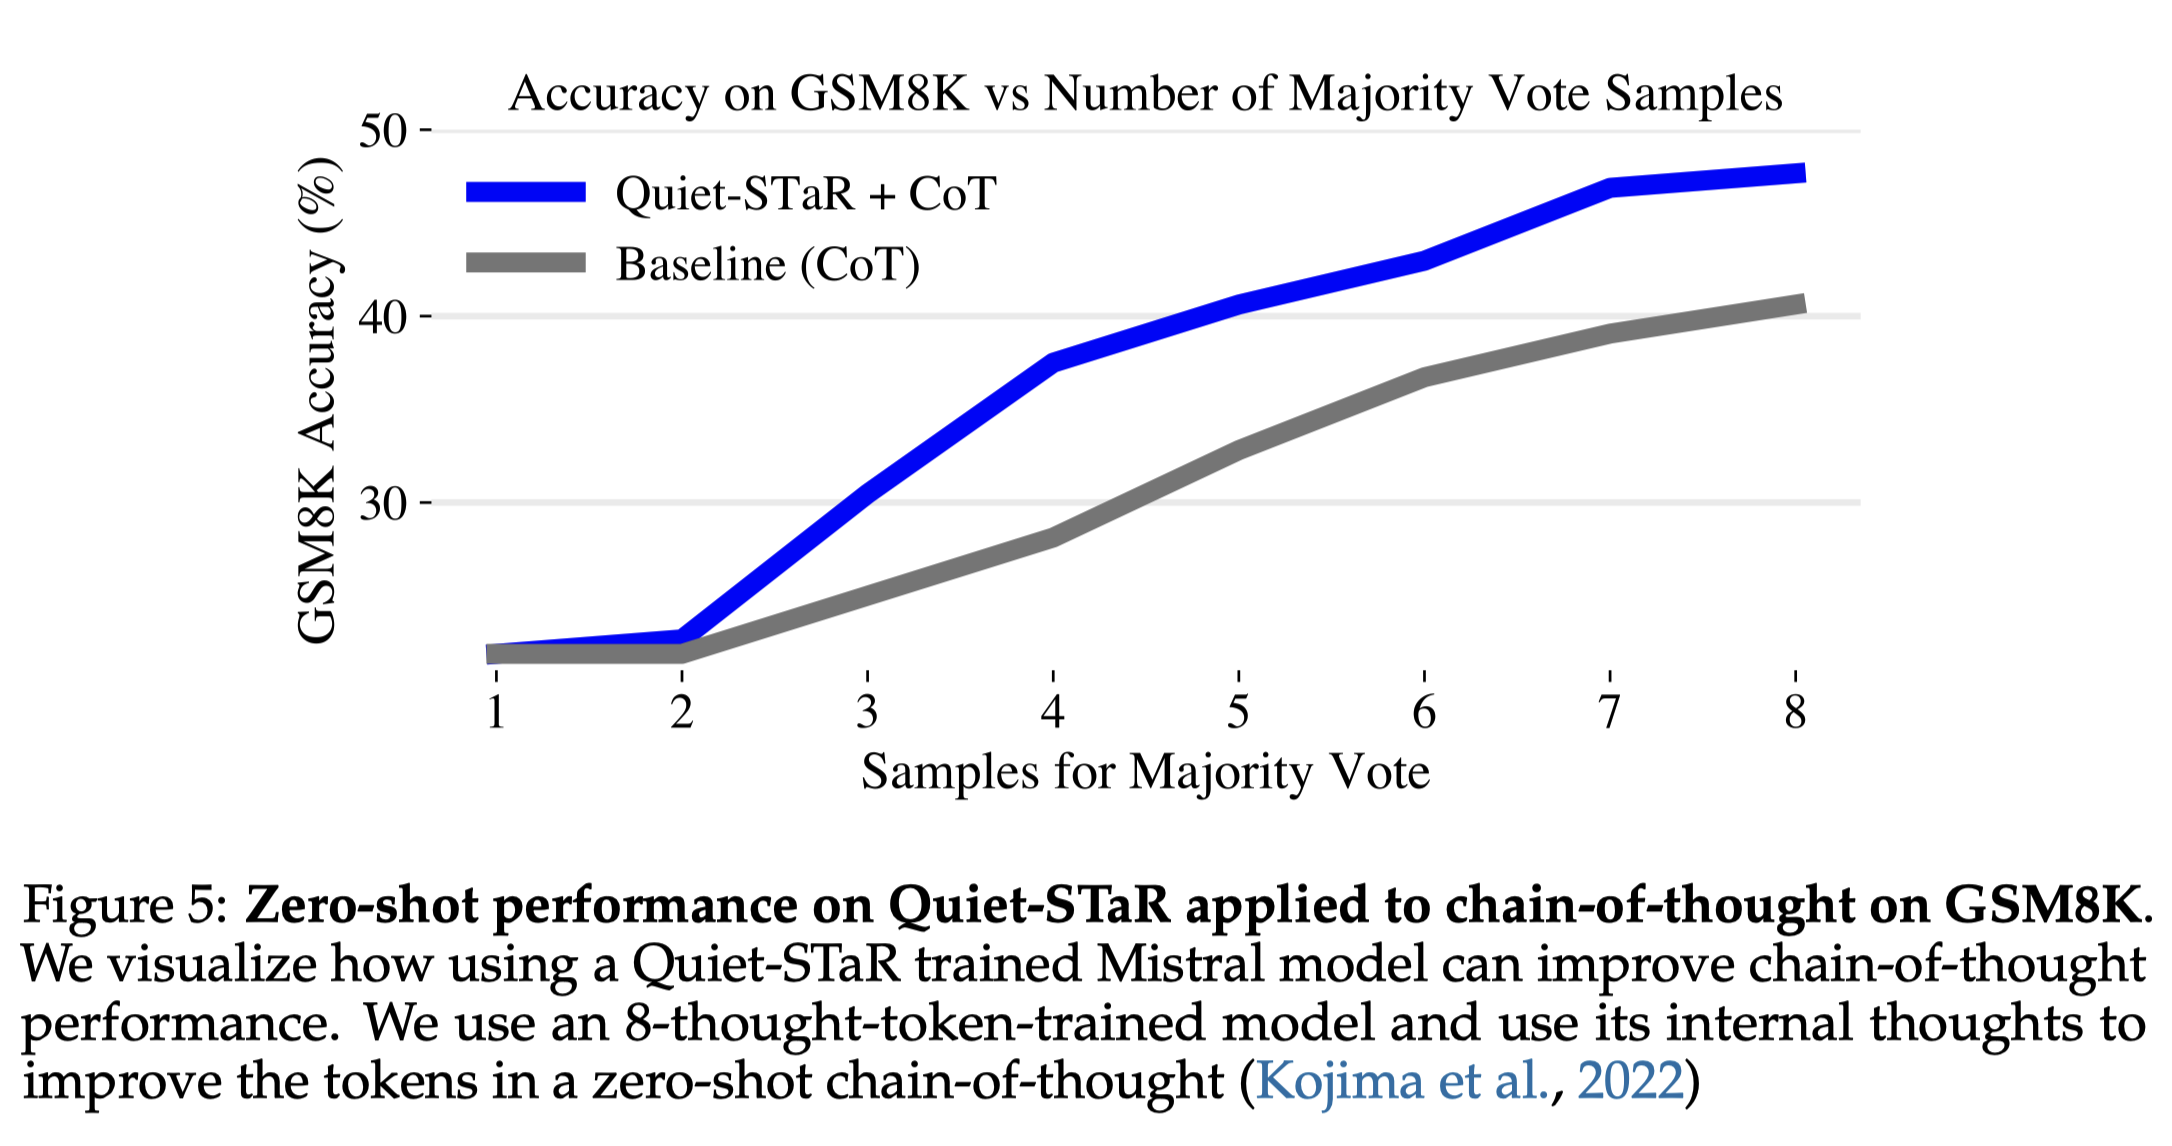 Accuracy on GSM8K vs Number of Majority Vote Samples
50
40
30
GSM8K Accuracy (%)
Quiet-STaR + CoT
Baseline (CoT)
1 2 3 4 5 6 7 8
Samples for Majority Vote
Figure 5: Zero-shot performance on Quiet-STaR applied to chain-of-thought on GSM8K.
We visualize how using a Quiet-STaR trained Mistral model can improve chain-of-thought
performance. We use an 8-thought-token-trained model and use its internal thoughts to
improve the tokens in a zero-shot chain-of-thought (Kojima et al., 2022)